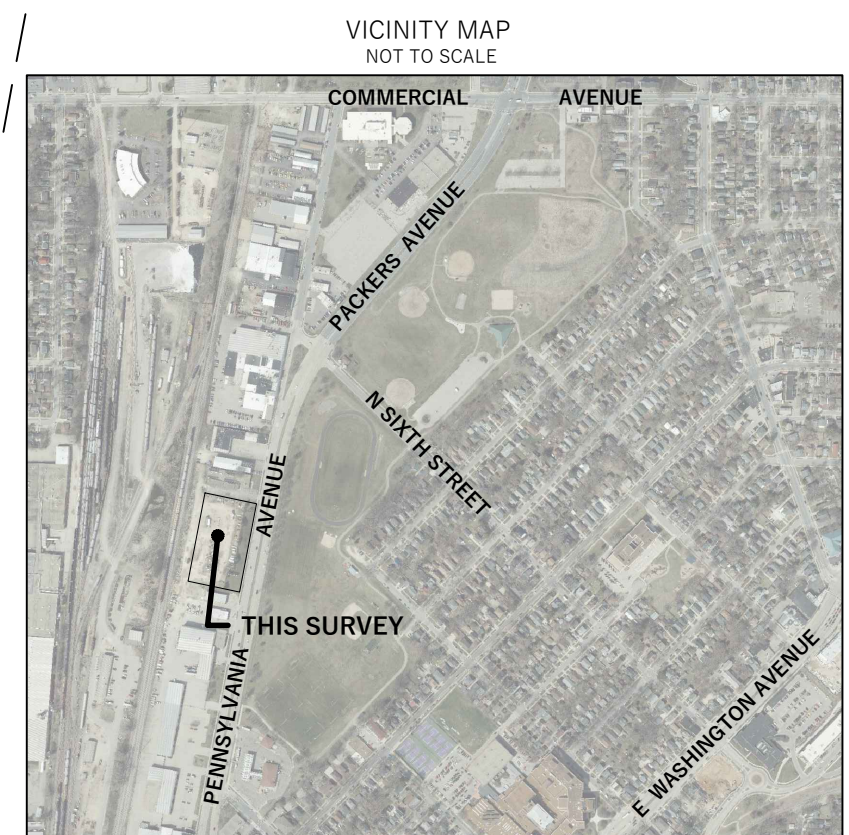 VICINITY MAP
NOT TO SCALE
COMMERCIAL AVENUE
PACKERS AVENUE
N SIXTH STREET
AVENUE
THIS SURVEY
PENNSYLVANIA
E WASHINGTON AVENUE